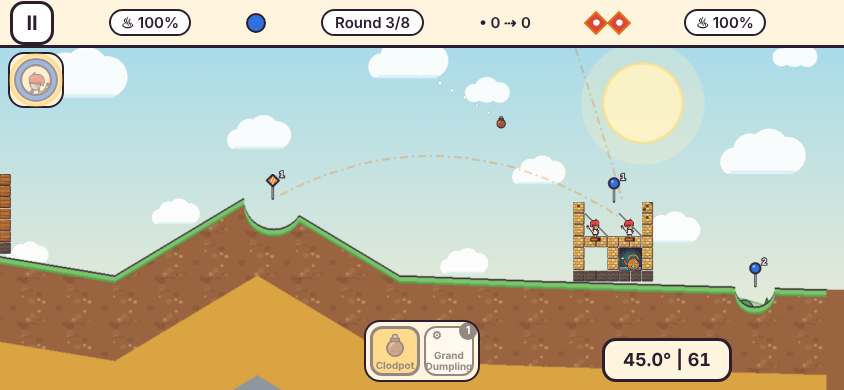 100%
Round 3/8
• 0 ⇢ 0
100%
1
1
2
1
Clodpot
Grand
Dumpling
45.0° | 61